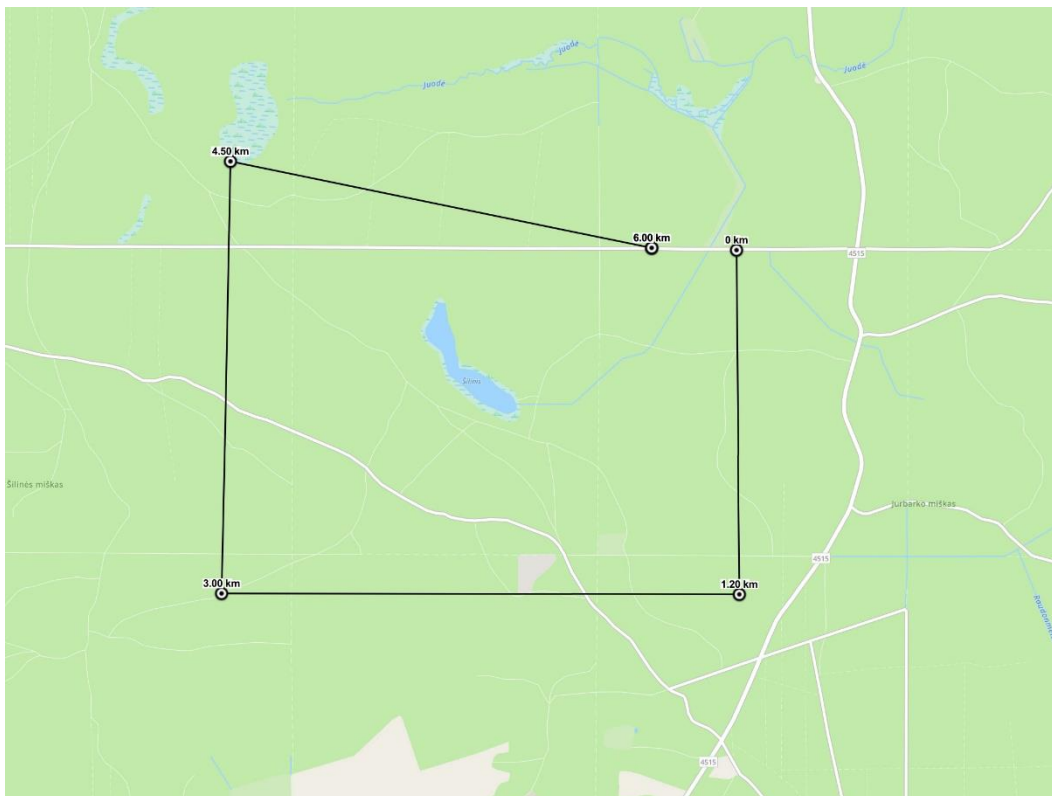 Juodė
Juodė
Juodė
4.50 km
6.00 km
0 km
4515
Šilinis
Šilinės miškas
Jurbarko miškas
4515
3.00 km
1.20 km
4515